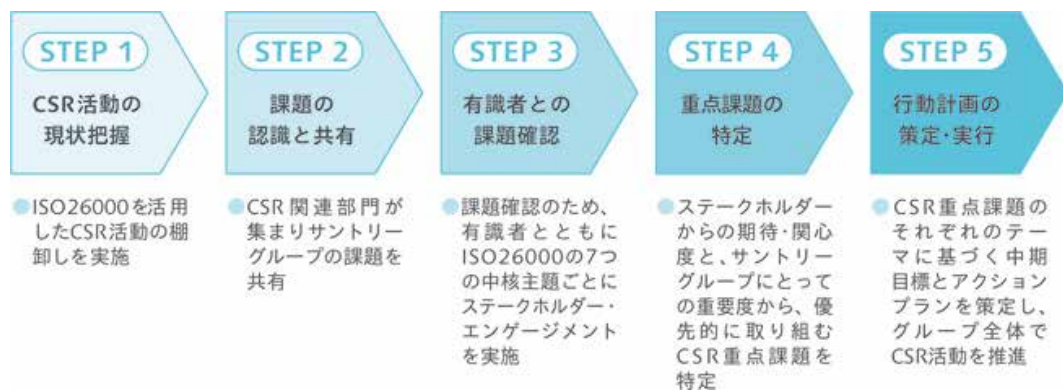 STEP 1
CSR活動の
現状把握
ISO26000を活用
したCSR活動の棚
卸しを実施
STEP 2
課題の
認識と共有
CSR関連部門が
集まりサントリー
グループの課題を
共有
STEP 3
有識者との
課題確認
課題確認のため、
有識者とともに
ISO26000の7つ
の中核主題ごとに
ステークホルダー・
エンゲージメント
を実施
STEP 4
重点課題の
特定
ステークホルダー
からの期待・関心
度と、サントリー
グループにとって
の重要度から、優
先的に取り組む
CSR重点課題を
特定
STEP 5
行動計画の
策定・実行
CSR重点課題の
それぞれのテー
マに基づく中期
目標とアクション
プランを策定し、
グループ全体で
CSR活動を推進